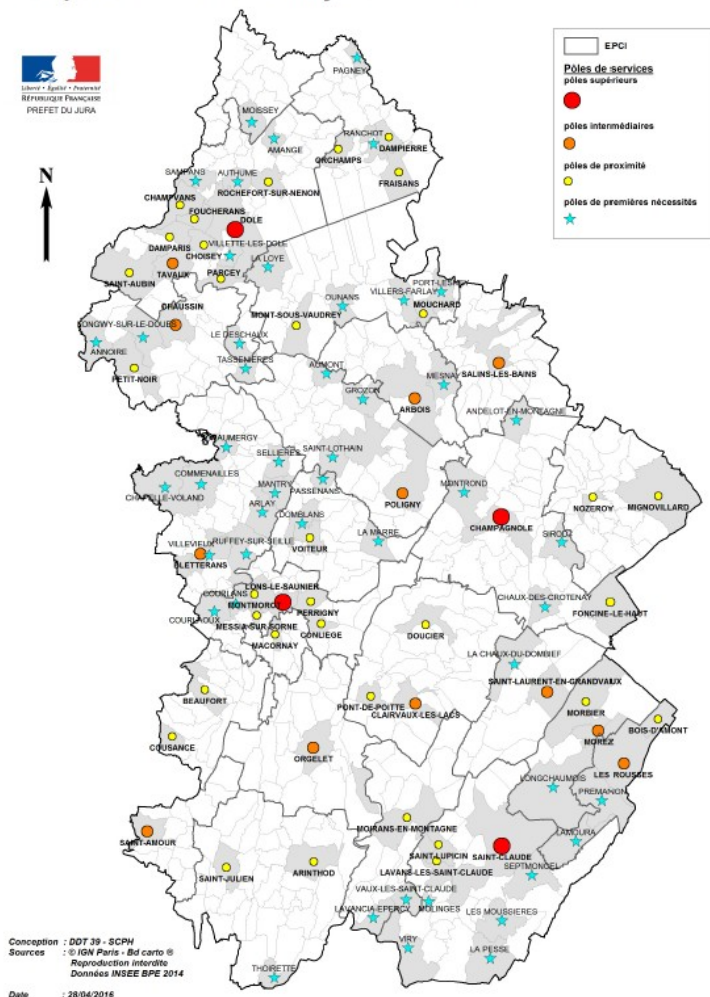 Liberté • Égalité • Fraternité
RÉPUBLIQUE FRANÇAISE
PREFET DU JURA
EPCI
Pôles de services
pôles supérieurs
pôles intermédiaires
pôles de proximité
pôles de premières nécessités
N
PAGNEY
MOISSEY
AMANGE
RANCHOT
DAMPIERRE
ORCHAMPS
FRAISANS
SAMPANS
AUTHUME
ROCHEFORT-SUR-NENON
CHAMPVANS
FOUCHERANS
DOLE
DAMPARIS
CHOISEY
VILLETTE-LES-DOLE
LA LOYE
TAVAUX
SAINT-AUBIN
PARCEY
PORT-LESNEY
VILLERS-FARLAY
OUNANS
MOUCHARD
CHAUSSIN
MONT-SOUS-VAUDREY
LONGWY-SUR-LE-DOUBS
ANNOIRE
LE DESCHAUX
TASSENIERES
PETIT-NOIR
AUMONT
MESNAY
SALINS-LES-BAINS
GROZON
ARBOIS
ANDELOT-EN-MONTAGNE
CHAUMERGY
SELLIERES
SAINT-LOTHAIN
COMMENAILLES
CHAPELLE-VOLAND
MANTRY
PASSENANS
ARLAY
POLIGNY
MONTROND
CHAMPAGNOLE
NOZEROY
MIGNOVILLARD
DOMBLANS
VOITEUR
LA MARRE
SIROD
VILLEVIEUX
RUFFEY-SUR-SEILLE
BLETTERANS
LONS-LE-SAUNIER
COURLANS
MONTMOROT
PERRIGNY
COURLAOUX
MESSIA-SUR-SORNE
CONLIEGE
MACORNAY
CHAUX-DES-CROTENAY
FONCINE-LE-HAUT
DOUCIER
LA CHAUX-DU-DOMBIEF
SAINT-LAURENT-EN-GRANDVAUX
BEAUFORT
PONT-DE-POITTE
CLAIRVAUX-LES-LACS
MORBIER
BOIS-D'AMONT
MOREZ
COUSANCE
ORGELET
LES ROUSSES
LONGCHAUMOIS
PREMANON
MOIRANS-EN-MONTAGNE
SAINT-AMOUR
LAMOURA
SAINT-LUPICIN
SAINT-CLAUDE
SAINT-JULIEN
ARINTHOD
LAVANS-LES-SAINT-CLAUDE
SEPTMONCEL
VAUX-LES-SAINT-CLAUDE
LAVANCIA-EPERCY
MOLINGES
LES MOUSSIERES
VIRY
LA PESSE
THOIRETTE
Conception : DDT 39 - SCPH
Sources : © IGN Paris - Bd carto ®
Reproduction interdite
Données INSEE BPE 2014
Date : 28/04/2016